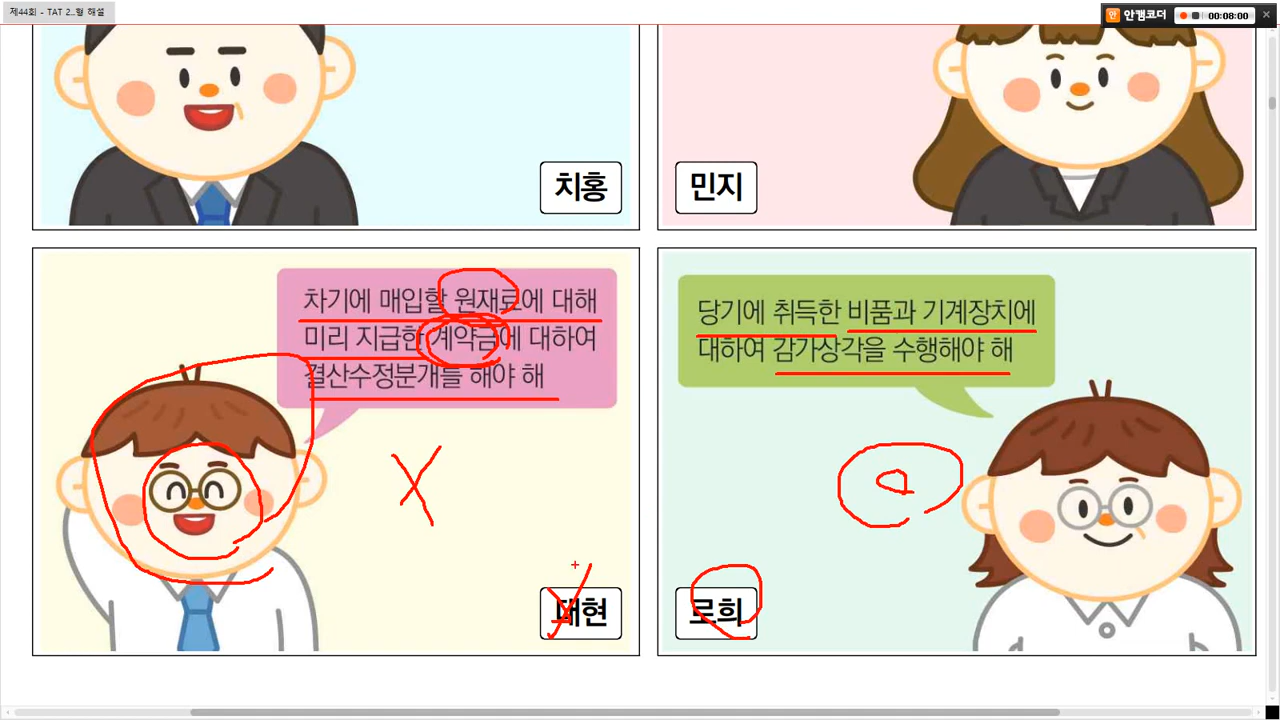 제44회 - TAT 2...형 해설
안캠코더
00:08:00
치홍
민지
차기에 매입할 원재료에 대해
미리 지급한 계약금에 대하여
결산수정분개를 해야 해
당기에 취득한 비품과 기계장치에
대하여 감가상각을 수행해야 해
태현
로희